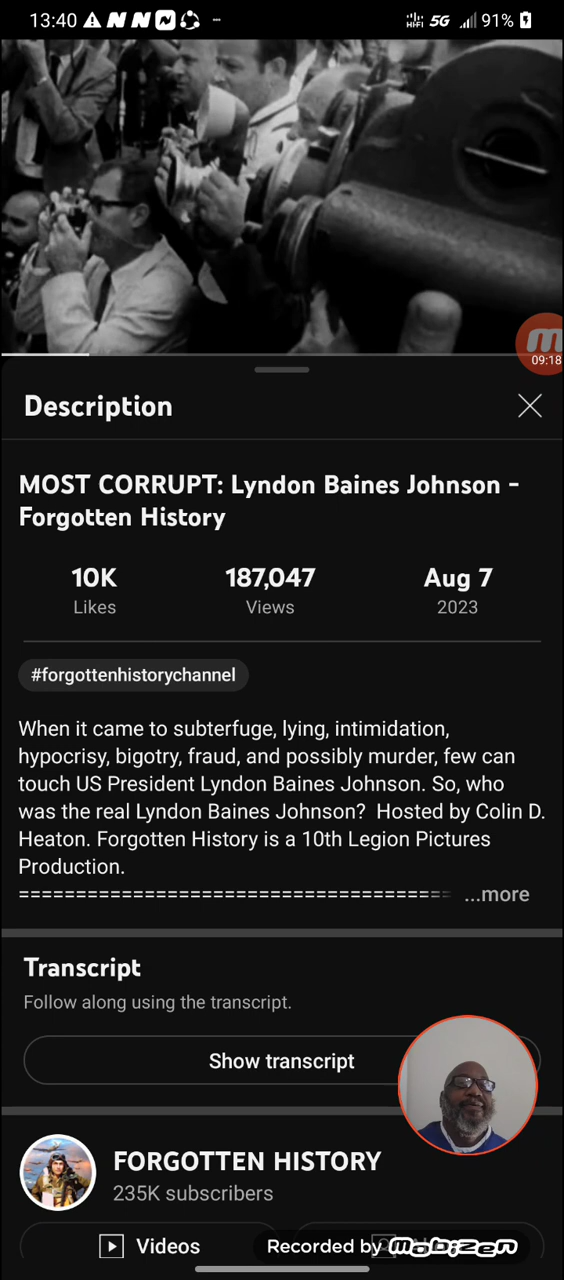 13:40
HIFI 5G 91%
09:18
Description
MOST CORRUPT: Lyndon Baines Johnson -
Forgotten History
10K 187,047 Aug 7
Likes Views 2023
#forgottenhistorychannel
When it came to subterfuge, lying, intimidation,
hypocrisy, bigotry, fraud, and possibly murder, few can
touch US President Lyndon Baines Johnson. So, who
was the real Lyndon Baines Johnson?  Hosted by Colin D.
Heaton. Forgotten History is a 10th Legion Pictures
Production.
====================================== ...more
Transcript
Follow along using the transcript.
Show transcript
FORGOTTEN HISTORY
235K subscribers
Videos
Recorded by mobizen